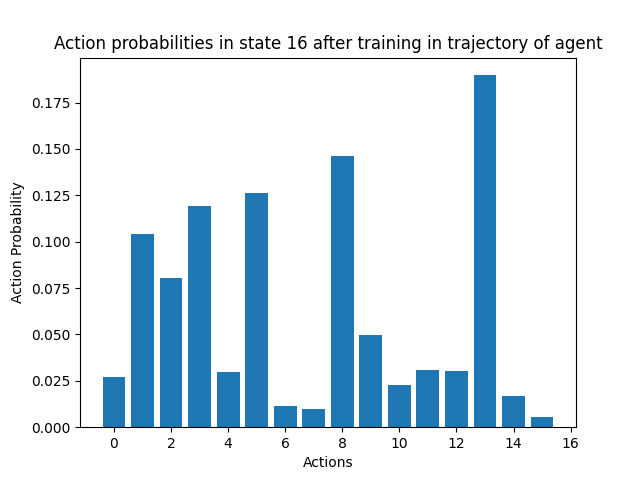 Action probabilities in state 16 after training in trajectory of agent
0.175
0.150
0.125
0.100
0.075
0.050
0.025
0.000
Action Probability
0 2 4 6 8 10 12 14 16
Actions